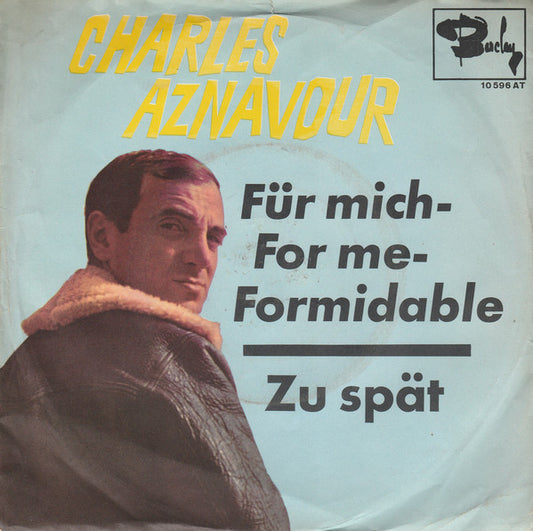 CHARLES
AZNAVOUR
Barclay
10 596 AT
Für mich-
For me-
Formidable
Zu spät